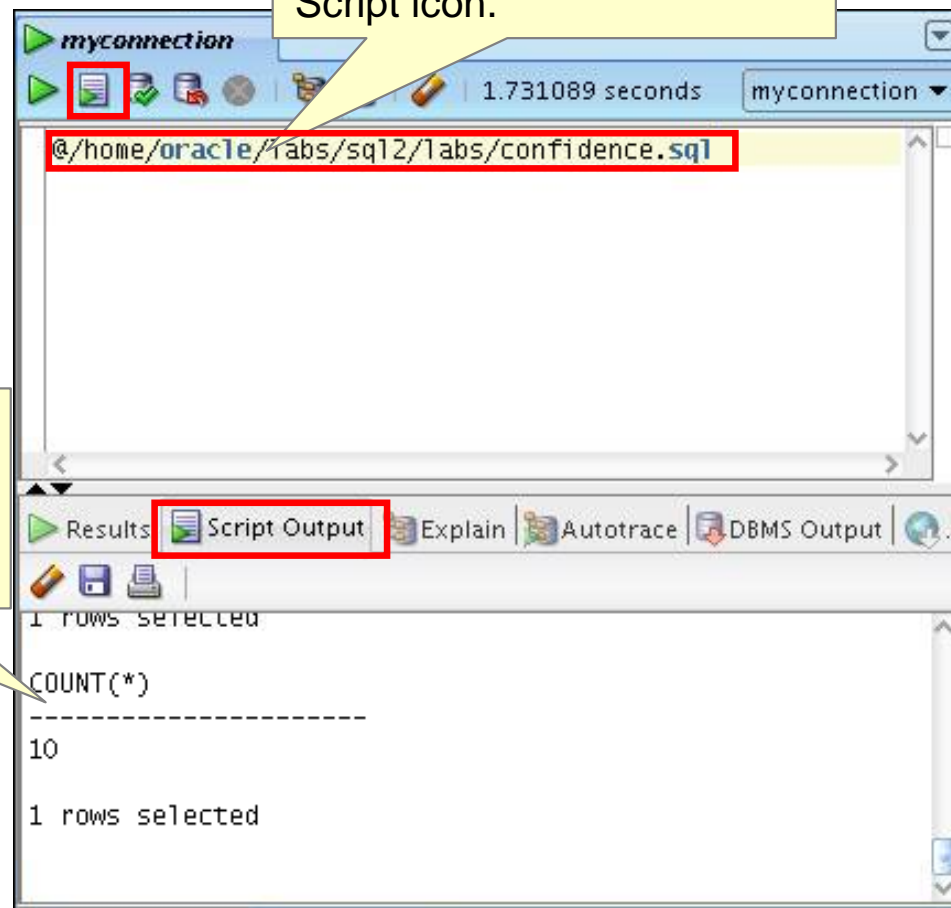 Script icon.
myconnection
1.731089 seconds
myconnection
@/home/oracle/labs/sql2/labs/confidence.sql
Results
Script Output
Explain
Autotrace
DBMS Output
1 rows selected
COUNT(*)
----------------------
10
1 rows selected